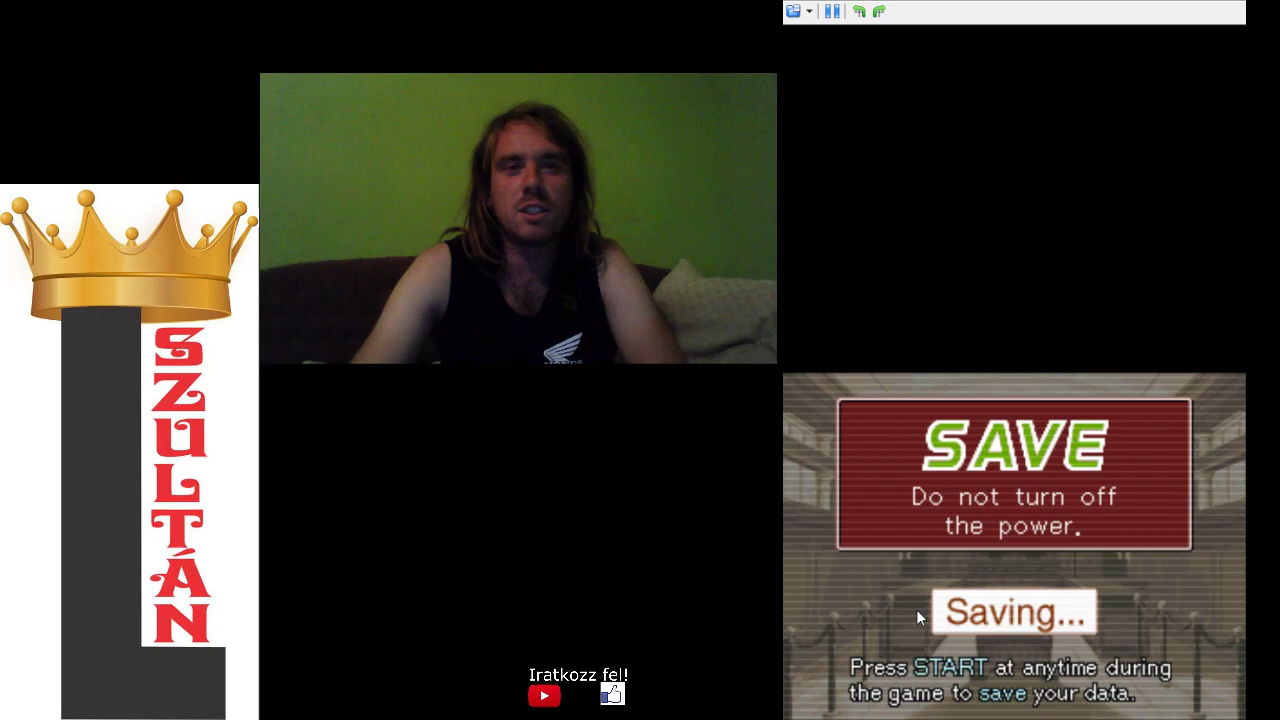 L
SZULTÁN
SAVE
Do not turn off
the power.
Saving...
Press START at anytime during
the game to save your data.
Iratkozz fel!